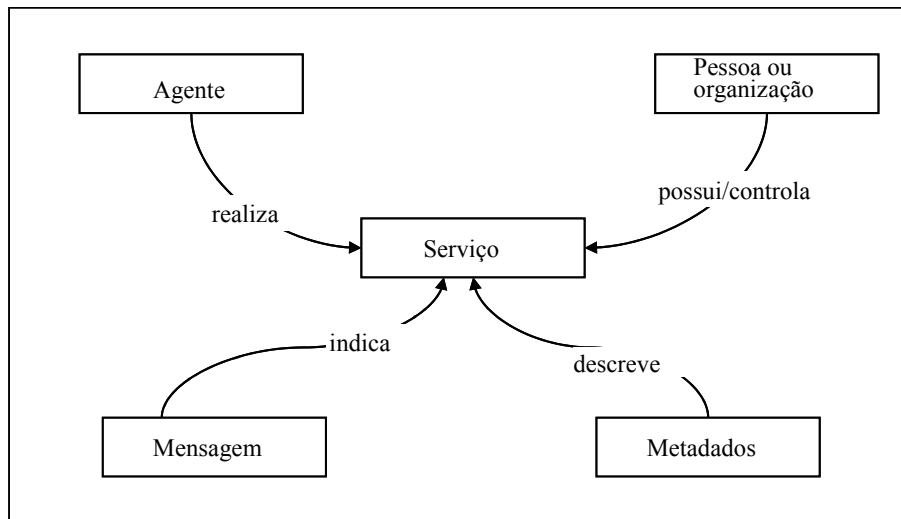 Agente
Pessoa ou
organização
realiza
possui/controla
Serviço
indica
descreve
Mensagem
Metadados